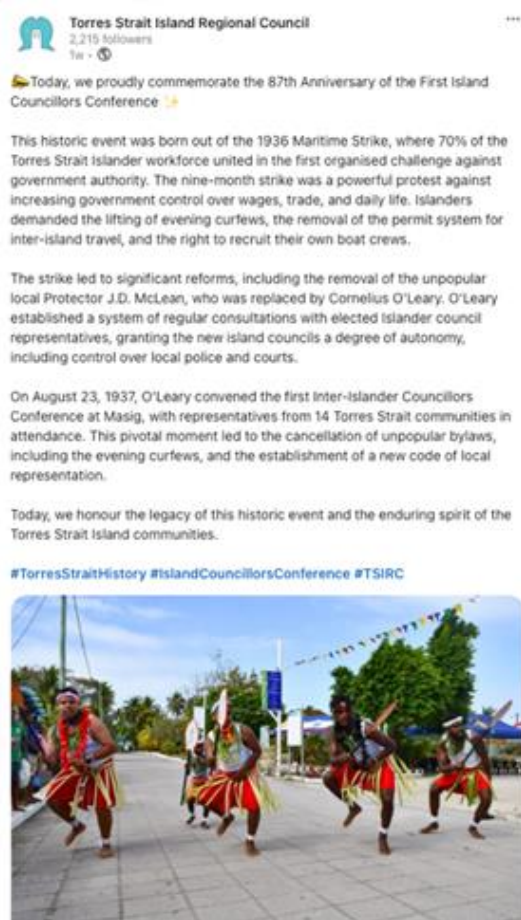 Torres Strait Island Regional Council
2,215 followers
1w •
Today, we proudly commemorate the 87th Anniversary of the First Island
Councillors Conference
This historic event was born out of the 1936 Maritime Strike, where 70% of the
Torres Strait Islander workforce united in the first organised challenge against
government authority. The nine-month strike was a powerful protest against
increasing government control over wages, trade, and daily life. Islanders
demanded the lifting of evening curfews, the removal of the permit system for
inter-island travel, and the right to recruit their own boat crews.
The strike led to significant reforms, including the removal of the unpopular
local Protector J.D. McLean, who was replaced by Cornelius O'Leary. O'Leary
established a system of regular consultations with elected Islander council
representatives, granting the new island councils a degree of autonomy,
including control over local police and courts.
On August 23, 1937, O'Leary convened the first Inter-Islander Councillors
Conference at Masig, with representatives from 14 Torres Strait communities in
attendance. This pivotal moment led to the cancellation of unpopular bylaws,
including the evening curfews, and the establishment of a new code of local
representation.
Today, we honour the legacy of this historic event and the enduring spirit of the
Torres Strait Island communities.
#TorresStraitHistory #IslandCouncillorsConference #TSIRC